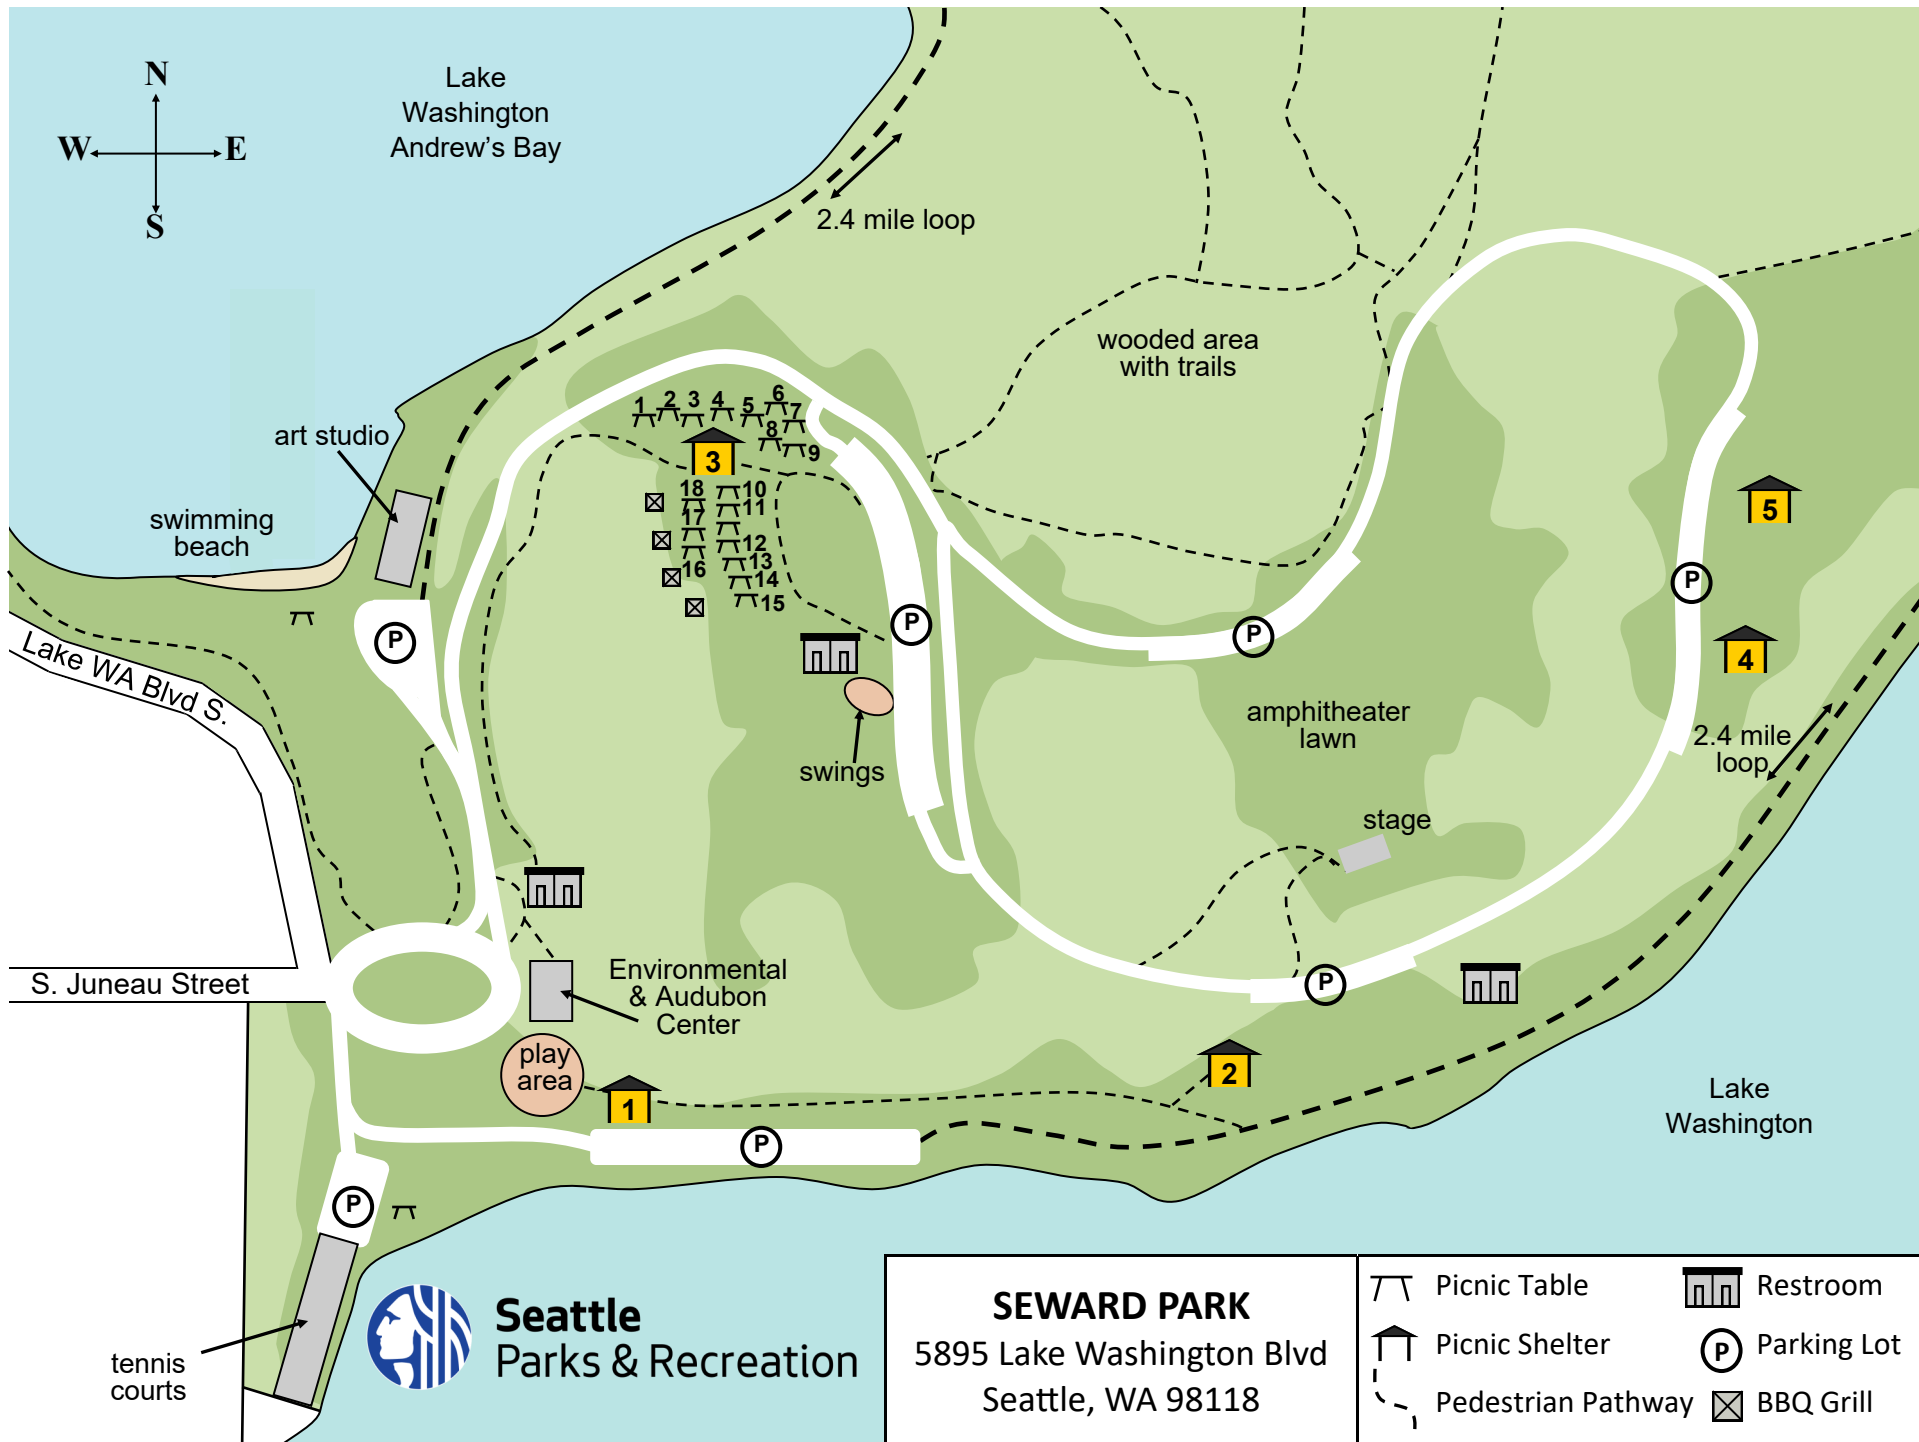 N
W
E
S
Lake
Washington
Andrew's Bay
2.4 mile loop
wooded area
with trails
art studio
swimming
beach
1
2
3
4
5
6
7
8
9
3
18
10
11
17
12
13
16
14
15
5
4
P
P
P
P
Lake WA Blvd S.
swings
amphitheater
lawn
2.4 mile
loop
stage
S. Juneau Street
Environmental
& Audubon
Center
P
play
area
1
2
P
P
Lake
Washington
tennis
courts
Seattle
Parks & Recreation
SEWARD PARK
5895 Lake Washington Blvd
Seattle, WA 98118
Picnic Table
Restroom
Picnic Shelter
P
Parking Lot
Pedestrian Pathway
BBQ Grill